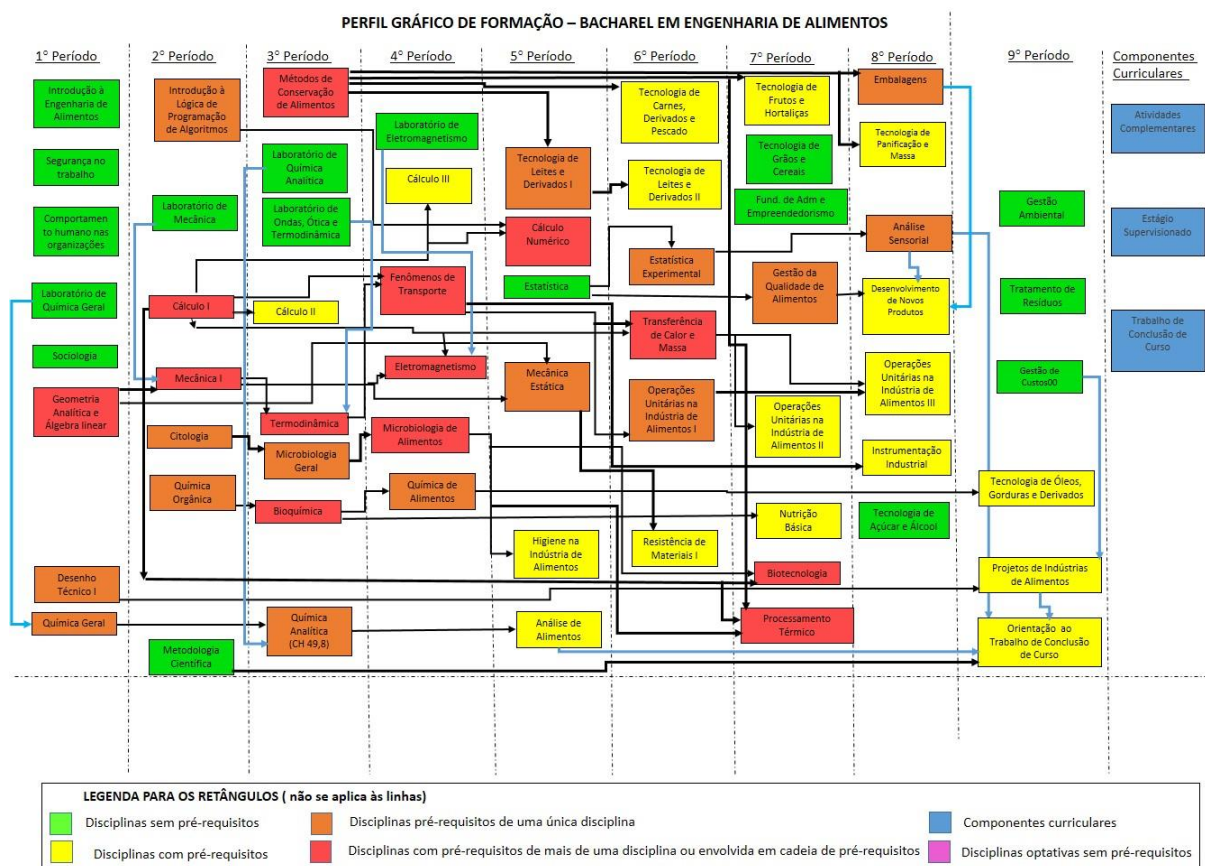 PERFIL GRÁFICO DE FORMAÇÃO – BACHAREL EM ENGENHARIA DE ALIMENTOS
1° Período
Introdução à
Engenharia de
Alimentos
Segurança no
trabalho
Comportamen
to humano nas
organizações
Laboratório de
Química Geral
Sociologia
Geometria
Analítica e
Álgebra linear
Desenho
Técnico I
Química Geral
2° Período
Introdução à
Lógica de
Programação
de Algoritmos
Laboratório
de Mecânica
Cálculo I
Mecânica I
Citologia
Química
Orgânica
Metodologia
Científica
3° Período
Métodos de
Conservação
de Alimentos
Laboratório de
Química
Analítica
Laboratório de
Ondas, Ótica e
Termodinâmica
Cálculo II
Termodinâmica
Microbiologia
Geral
Bioquímica
Química
Analítica
(CH 49,8)
4° Período
Laboratório de
Eletromagnetismo
Cálculo III
Fenômenos de
Transporte
Eletromagnetismo
Microbiologia de
Alimentos
Química de
Alimentos
5° Período
Tecnologia de
Leites e
Derivados I
Cálculo
Numérico
Estatística
Mecânica
Estática
Higiene na
Indústria de
Alimentos
Análise de
Alimentos
6° Período
Tecnologia de
Carnes,
Derivados e
Pescado
Tecnologia de
Leites e
Derivados II
Estatística
Experimental
Transferência
de Calor e
Massa
Operações
Unitárias na
Indústria de
Alimentos I
Resistência de
Materiais I
7° Período
Tecnologia de
Frutos e
Hortaliças
Tecnologia de
Grãos e
Cereais
Fund. de Adm e
Empreendedorismo
Gestão da
Qualidade de
Alimentos
Operações
Unitárias na
Indústria de
Alimentos II
Nutrição
Básica
Biotecnologia
Processamento
Térmico
8° Período
Embalagens
Tecnologia de
Panificação e
Massa
Análise
Sensorial
Desenvolvimento
de Novos
Produtos
Operações
Unitárias na
Indústria de
Alimentos III
Instrumentação
Industrial
Tecnologia de
Açúcar e Álcool
9° Período
Gestão
Ambiental
Tratamento de
Resíduos
Gestão de
Custos00
Tecnologia de Óleos,
Gorduras e Derivados
Projetos de Indústrias
de Alimentos
Orientação ao
Trabalho de Conclusão
de Curso
Componentes
Curriculares
Atividades
Complementares
Estágio
Supervisionado
Trabalho de
Conclusão de
Curso
LEGENDA PARA OS RETÂNGULOS ( não se aplica às linhas)
Disciplinas sem pré-requisitos
Disciplinas pré-requisitos de uma única disciplina
Componentes curriculares
Disciplinas com pré-requisitos
Disciplinas com pré-requisitos de mais de uma disciplina ou envolvida em cadeia de pré-requisitos
Disciplinas optativas sem pré-requisitos